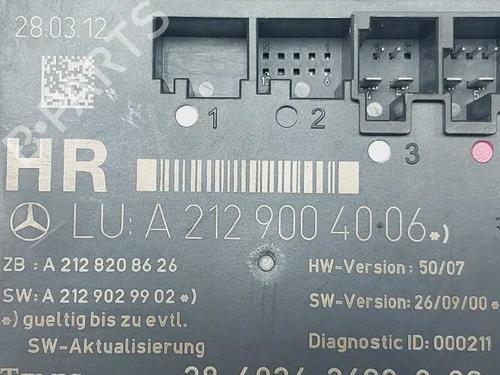 28.03.12
1
2
3
HR
LU: A 212 900 40 06 *)
ZB : A 212 820 86 26
HW-Version : 50/07
SW: A 212 902 99 02 *)
SW-Version: 26/09/00 *
*) gueltig bis zu evtl.
SW-Aktualisierung
Diagnostic ID: 000211